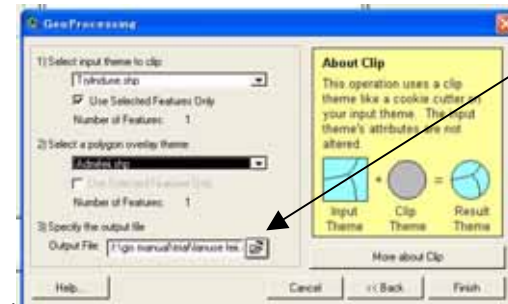 GeoProcessing
1) Select input theme to clip:
Use Selected Features Only
Number of Features: 1
2) Select a polygon overlay theme:
Use Selected Features Only
Number of Features: 1
3) Specify the output file
Output File:
Help...
Cancel
<< Back
Finish
About Clip
This operation uses a clip
theme like a cookie cutter on
your input theme. The input
theme's attributes are not
altered.
Input Theme
Clip Theme
Result Theme
More about Clip